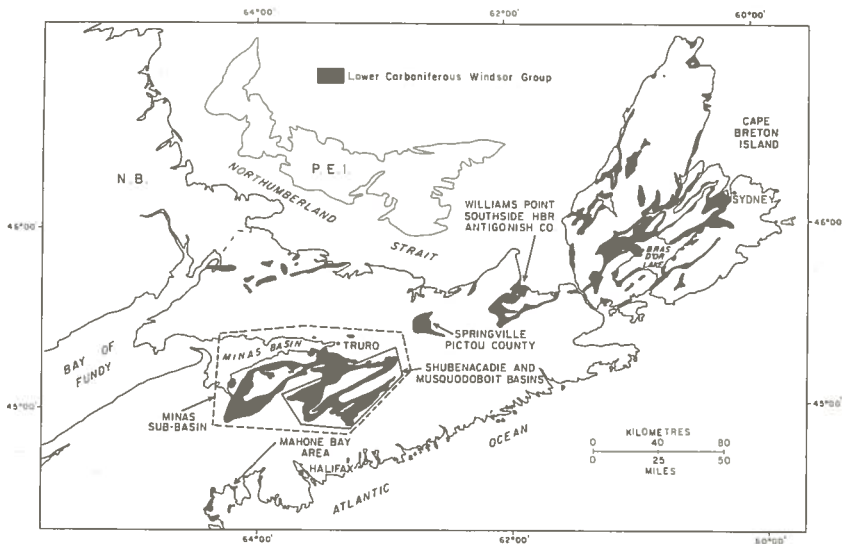 64°00'
62°00'
60°00'
Lower Carboniferous Windsor Group
CAPE
BRETON
ISLAND
N.B.
P.E.I.
NORTHUMBERLAND
STRAIT
WILLIAMS POINT
SOUTHSIDE HBR
ANTIGONISH CO
SYDNEY
46°00'
46°00'
BRAS
D'OR
LAKE
SPRINGVILLE
PICTOU COUNTY
MINAS BASIN
TRURO
BAY OF
FUNDY
SHUBENACADIE AND
MUSQUODOBOIT BASINS
45°00'
45°00'
MINAS
SUB-BASIN
MAHONE BAY
AREA
HALIFAX
ATLANTIC
OCEAN
KILOMETRES
0 40 80
0 25 50
MILES
64°00'
62°00'
60°00'